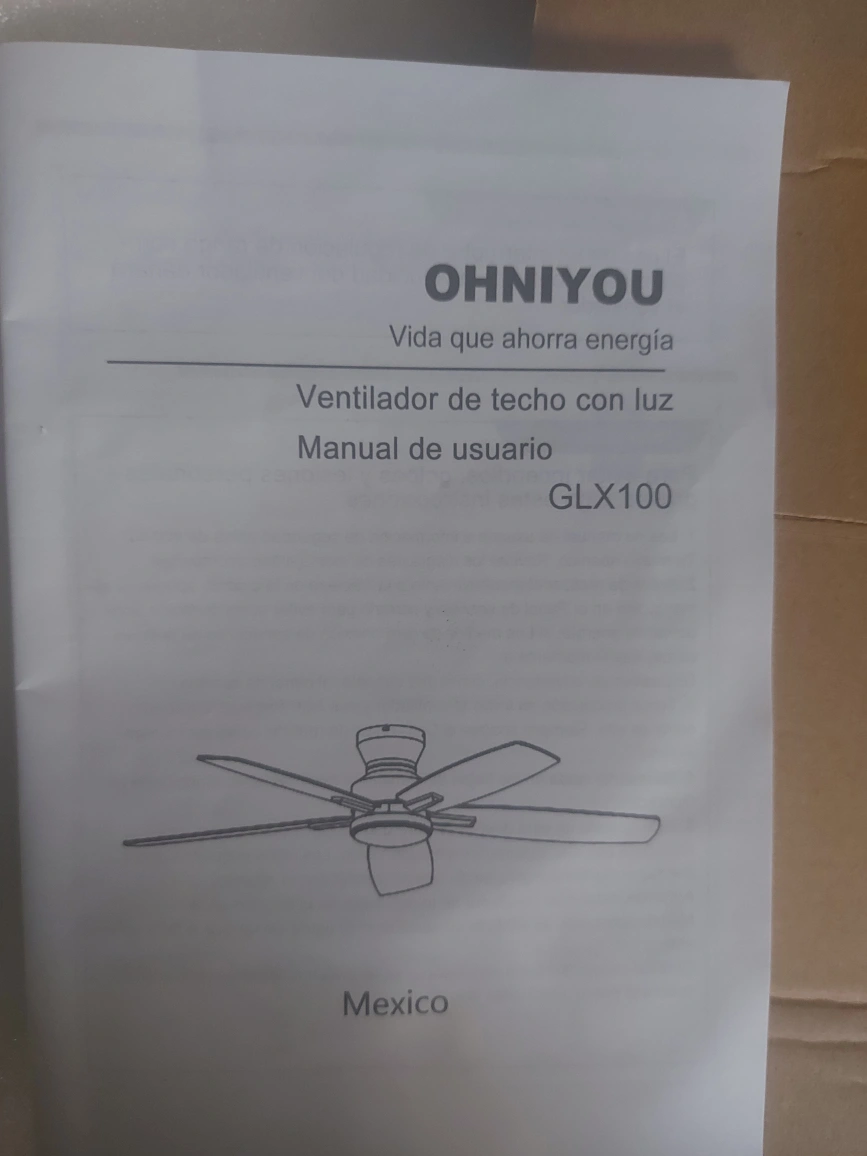 OHNIYOU
Vida que ahorra energía
Ventilador de techo con luz
Manual de usuario
GLX100
Mexico